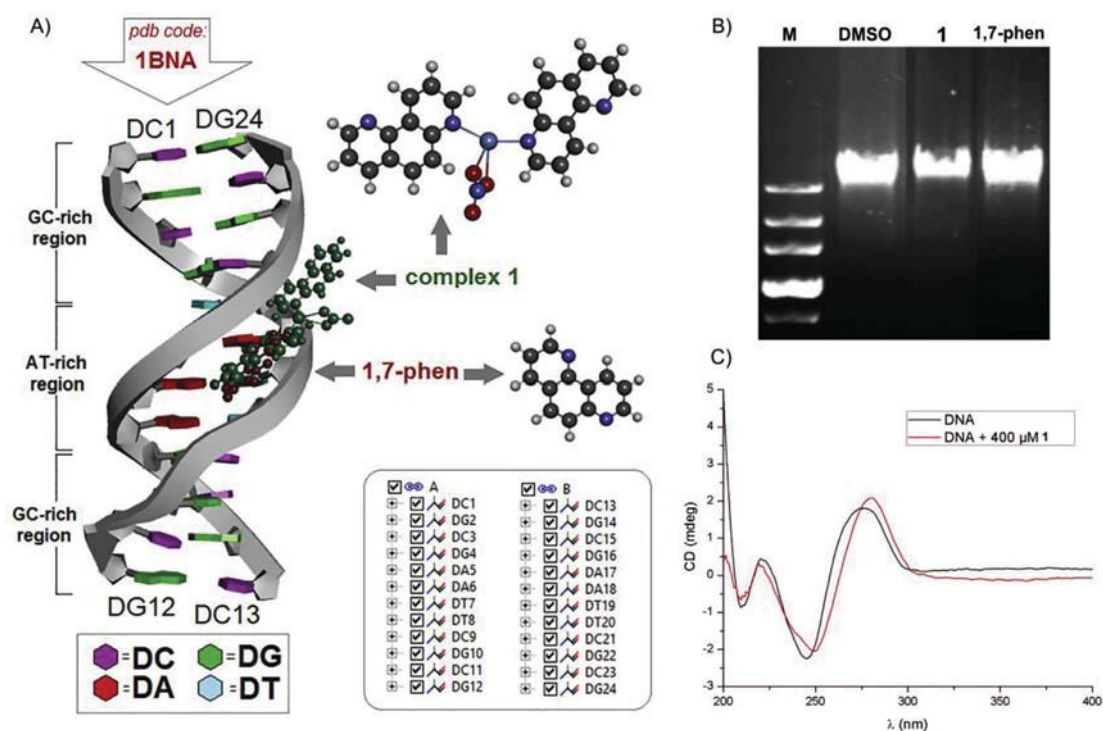 A)
pdb code:
1BNA
DC1
DG24
GC-rich
region
AT-rich
region
GC-rich
region
complex 1
1,7-phen
DG12
DC13
=DC
=DG
=DA
=DT
A
DC1
DG2
DC3
DG4
DA5
DA6
DT7
DT8
DC9
DG10
DC11
DG12
B
DC13
DG14
DC15
DG16
DA17
DA18
DT19
DT20
DC21
DG22
DC23
DG24
B)
M DMSO 1 1,7-phen
C)
DNA
DNA + 400 µM 1
CD (mdeg)
5
4
3
2
1
0
-1
-2
-3
200 250 300 350 400
λ (nm)